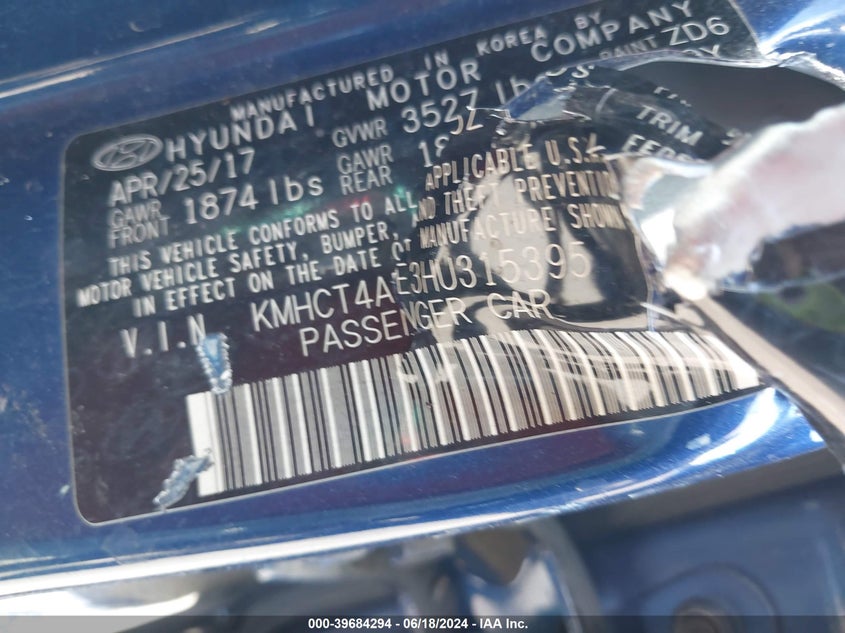 MANUFACTURED IN KOREA BY
HYUNDAI MOTOR COMPANY
APR/25/17 GVWR 3527 lbs PAINT ZD6
GAWR FRONT 1874 lbs GAWR REAR TRIM
THIS VEHICLE CONFORMS TO ALL APPLICABLE U.S.
MOTOR VEHICLE SAFETY, BUMPER, AND THEFT PREVENTION
IN EFFECT ON THE DATE OF MANUFACTURE SHOWN
V.I.N KMHCT4AE3HU315395
PASSENGER CAR
000-39684294 - 06/18/2024 - IAA Inc.